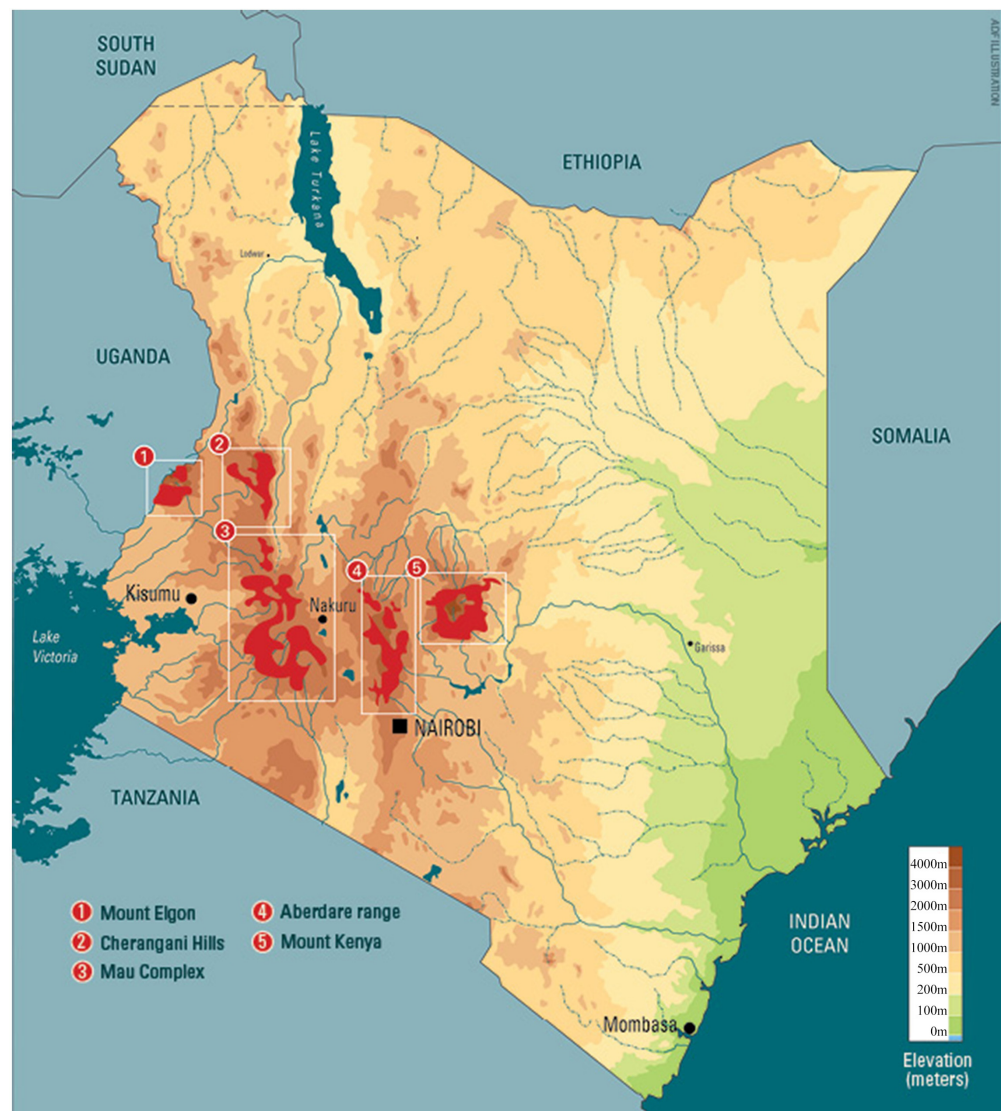 SOUTH
SUDAN
ADF ILLUSTRATION
ETHIOPIA
Lake Turkana
Lodwar
UGANDA
SOMALIA
1
2
3
4
5
Kisumu
Nakuru
Lake
Victoria
Garissa
NAIROBI
TANZANIA
1 Mount Elgon
2 Cherangani Hills
3 Mau Complex
4 Aberdare range
5 Mount Kenya
INDIAN
OCEAN
Mombasa
4000m
3000m
2000m
1500m
1000m
500m
200m
100m
0m
Elevation
(meters)